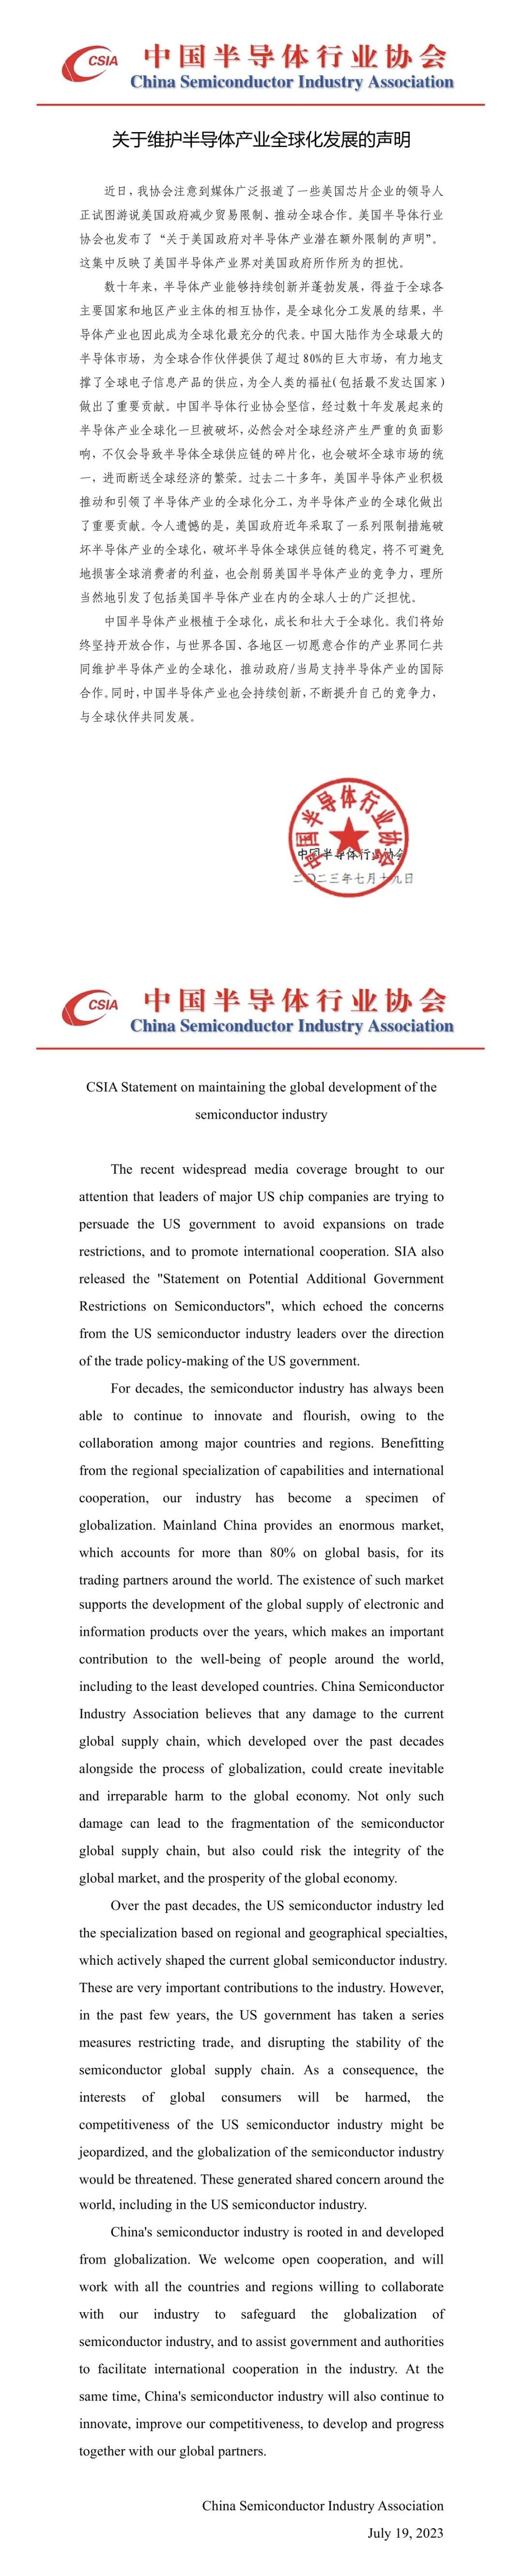 CSIA 中国半导体行业协会
China Semiconductor Industry Association
关于维护半导体产业全球化发展的声明
近日，我协会注意到媒体广泛报道了一些美国芯片企业的领导人
正试图游说美国政府减少贸易限制、推动全球合作。美国半导体行业
协会也发布了“关于美国政府对半导体产业潜在额外限制的声明”。
这集中反映了美国半导体产业界对美国政府所作所为的担忧。
数十年来，半导体产业能够持续创新并蓬勃发展，得益于全球各
主要国家和地区产业主体的相互协作，是全球化分工发展的结果，半
导体产业也因此成为全球化最充分的代表。中国大陆作为全球最大的
半导体市场，为全球合作伙伴提供了超过80%的巨大市场，有力地支
撑了全球电子信息产品的供应，为全人类的福祉(包括最不发达国家)
做出了重要贡献。中国半导体行业协会坚信，经过数十年发展起来的
半导体产业全球化一旦被破坏，必然会对全球经济产生严重的负面影
响，不仅会导致半导体全球供应链的碎片化，也会破坏全球市场的统
一，进而断送全球经济的繁荣。过去二十多年，美国半导体产业积极
推动和引领了半导体产业的全球化分工，为半导体产业的全球化做出
了重要贡献。令人遗憾的是，美国政府近年采取了一系列限制措施破
坏半导体产业的全球化，破坏半导体全球供应链的稳定，将不可避免
地损害全球消费者的利益，也会削弱美国半导体产业的竞争力，理所
当然地引发了包括美国半导体产业在内的全球人士的广泛担忧。
中国半导体产业根植于全球化，成长和壮大于全球化。我们将始
终坚持开放合作，与世界各国、各地区一切愿意合作的产业界同仁共
同维护半导体产业的全球化，推动政府/当局支持半导体产业的国际
合作。同时，中国半导体产业也会持续创新，不断提升自己的竞争力，
与全球伙伴共同发展。
中国半导体行业协会
中国半导体行业协会
二〇二三年七月十九日
CSIA 中国半导体行业协会
China Semiconductor Industry Association
CSIA Statement on maintaining the global development of the
semiconductor industry
The recent widespread media coverage brought to our
attention that leaders of major US chip companies are trying to
persuade the US government to avoid expansions on trade
restrictions, and to promote international cooperation. SIA also
released the "Statement on Potential Additional Government
Restrictions on Semiconductors", which echoed the concerns
from the US semiconductor industry leaders over the direction
of the trade policy-making of the US government.
For decades, the semiconductor industry has always been
able to continue to innovate and flourish, owing to the
collaboration among major countries and regions. Benefitting
from the regional specialization of capabilities and international
cooperation, our industry has become a specimen of
globalization. Mainland China provides an enormous market,
which accounts for more than 80% on global basis, for its
trading partners around the world. The existence of such market
supports the development of the global supply of electronic and
information products over the years, which makes an important
contribution to the well-being of people around the world,
including to the least developed countries. China Semiconductor
Industry Association believes that any damage to the current
global supply chain, which developed over the past decades
alongside the process of globalization, could create inevitable
and irreparable harm to the global economy. Not only such
damage can lead to the fragmentation of the semiconductor
global supply chain, but also could risk the integrity of the
global market, and the prosperity of the global economy.
Over the past decades, the US semiconductor industry led
the specialization based on regional and geographical specialties,
which actively shaped the current global semiconductor industry.
These are very important contributions to the industry. However,
in the past few years, the US government has taken a series
measures restricting trade, and disrupting the stability of the
semiconductor global supply chain. As a consequence, the
interests of global consumers will be harmed, the
competitiveness of the US semiconductor industry might be
jeopardized, and the globalization of the semiconductor industry
would be threatened. These generated shared concern around the
world, including in the US semiconductor industry.
China's semiconductor industry is rooted in and developed
from globalization. We welcome open cooperation, and will
work with all the countries and regions willing to collaborate
with our industry to safeguard the globalization of
semiconductor industry, and to assist government and authorities
to facilitate international cooperation in the industry. At the
same time, China's semiconductor industry will also continue to
innovate, improve our competitiveness, to develop and progress
together with our global partners.
China Semiconductor Industry Association
July 19, 2023